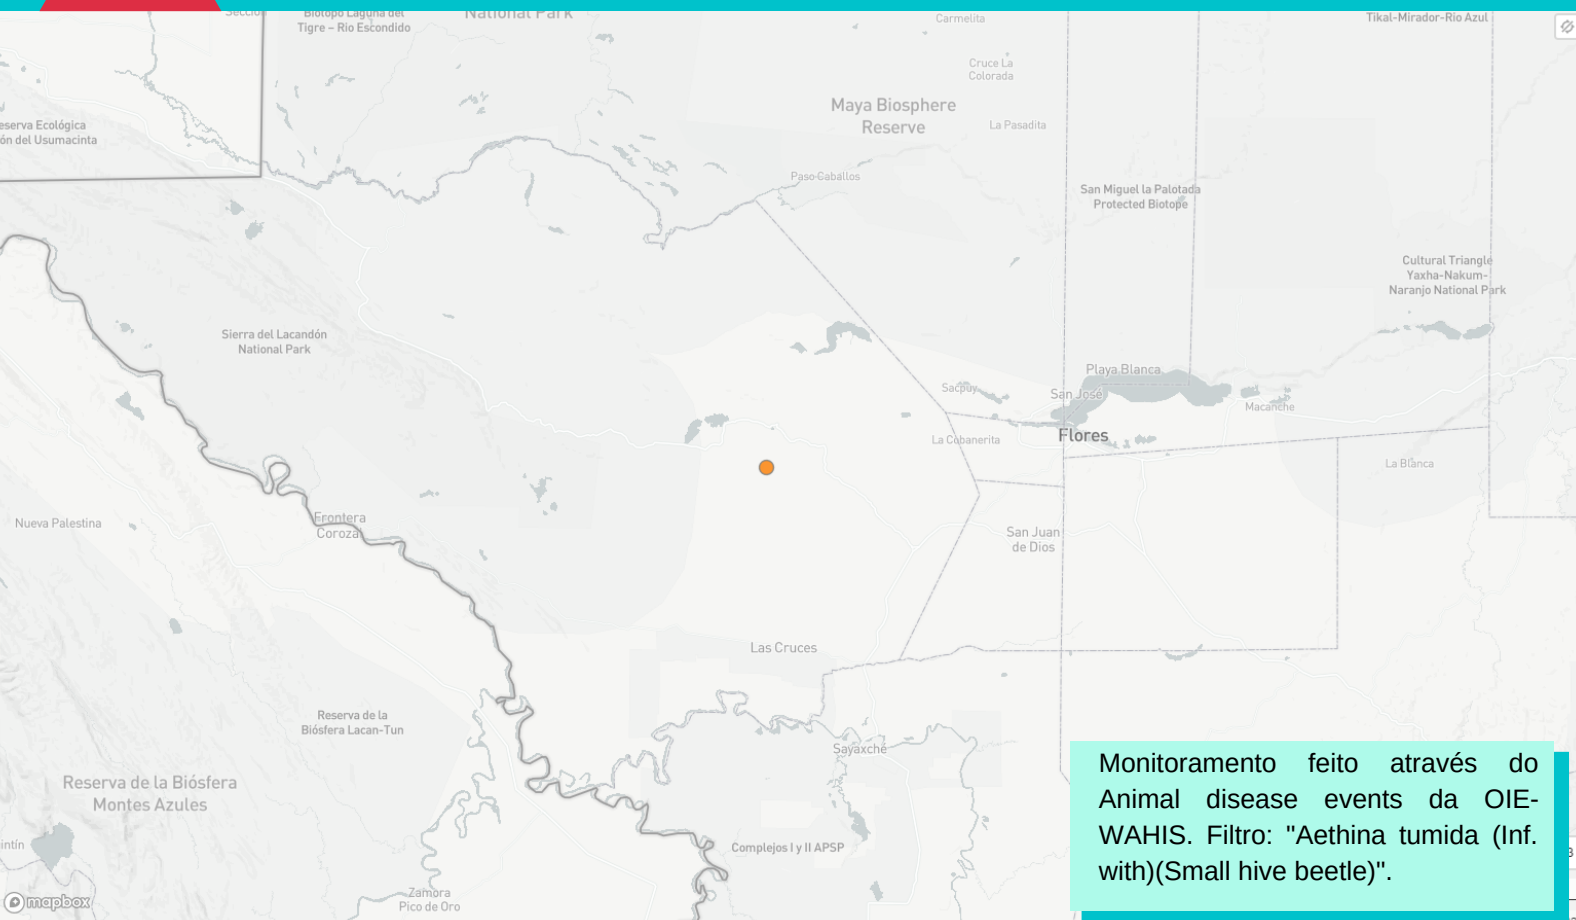 Sección
Biotopo Laguna del
Tigre – Rio Escondido
National Park
Carmelita
Tikal-Mirador-Rio Azul
Cruce La
Colorada
Maya Biosphere
Reserve
La Pasadita
eserva Ecológica
ón del Usumacinta
Paso Caballos
San Miguel la Palotada
Protected Biotope
Cultural Triangle
Yaxha-Nakum-
Naranjo National Park
Sierra del Lacandón
National Park
Playa Blanca
Sacpuy
San José
Macanche
La Cobanerita
Flores
La Blanca
Nueva Palestina
Frontera
Corozal
San Juan
de Dios
Las Cruces
Reserva de la
Biósfera Lacan-Tun
Sayaxché
Reserva de la Biósfera
Montes Azules
intín
Complejos I y II APSP
Zamora
Pico de Oro
mapbox
Monitoramento feito através do
Animal disease events da OIE-
WAHIS. Filtro: "Aethina tumida (Inf.
with)(Small hive beetle)".